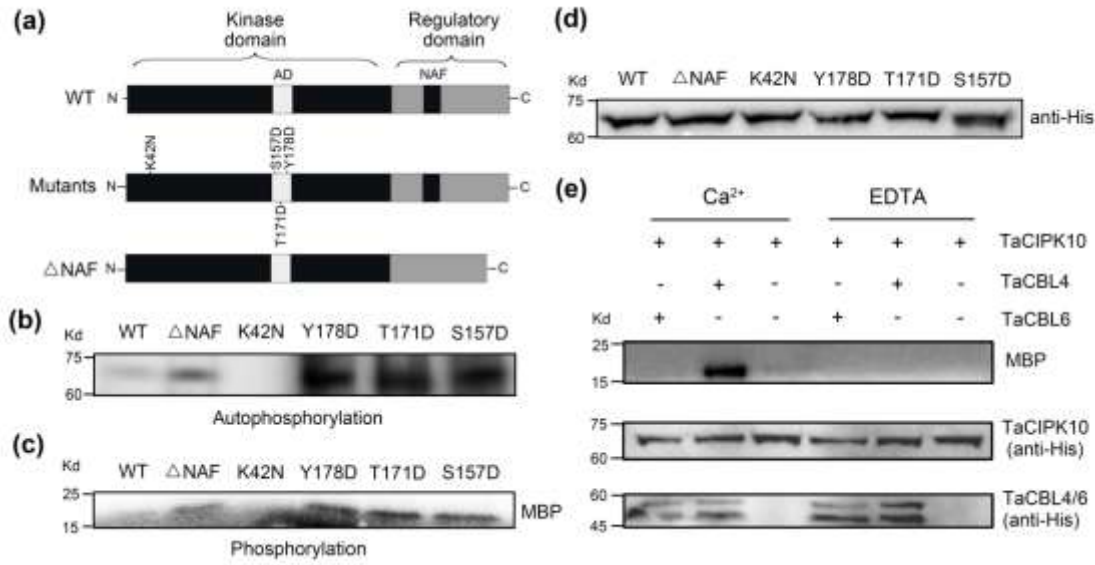 (a)
Kinase domain
Regulatory domain
AD
NAF
WT N C
K42N
S157D
Y178D
Mutants N C
T171D
△NAF N C
(b)
Kd WT △NAF K42N Y178D T171D S157D
75
60
Autophosphorylation
(c)
Kd WT △NAF K42N Y178D T171D S157D
25
15
MBP
Phosphorylation
(d)
Kd WT △NAF K42N Y178D T171D S157D
75
60
anti-His
(e)
Ca²⁺ EDTA
+ + + + + + TaCIPK10
- + - - + - TaCBL4
Kd + - - + - - TaCBL6
25
15
MBP
75
60
TaCIPK10
(anti-His)
60
45
TaCBL4/6
(anti-His)